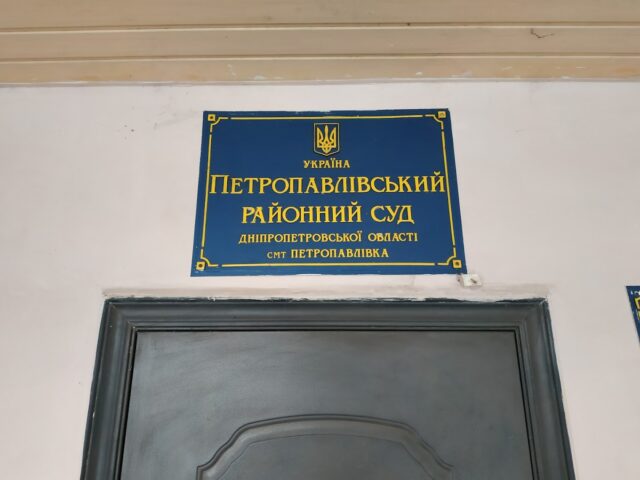 УКРАЇНА
ПЕТРОПАВЛІВСЬКИЙ
РАЙОННИЙ СУД
ДНІПРОПЕТРОВСЬКОЇ ОБЛАСТІ
СМТ ПЕТРОПАВЛІВКА